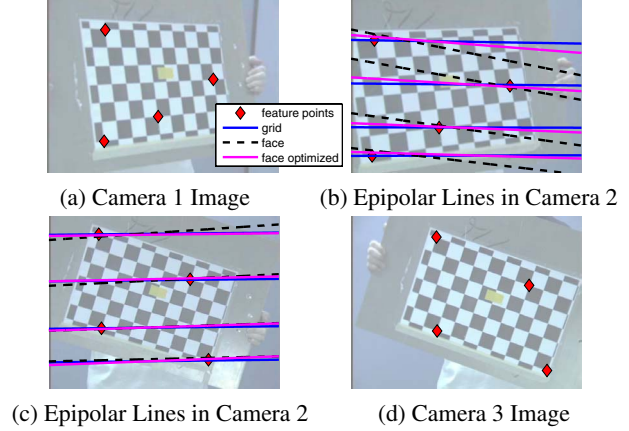 feature points
grid
face
face optimized
(a) Camera 1 Image
(b) Epipolar Lines in Camera 2
(c) Epipolar Lines in Camera 2
(d) Camera 3 Image